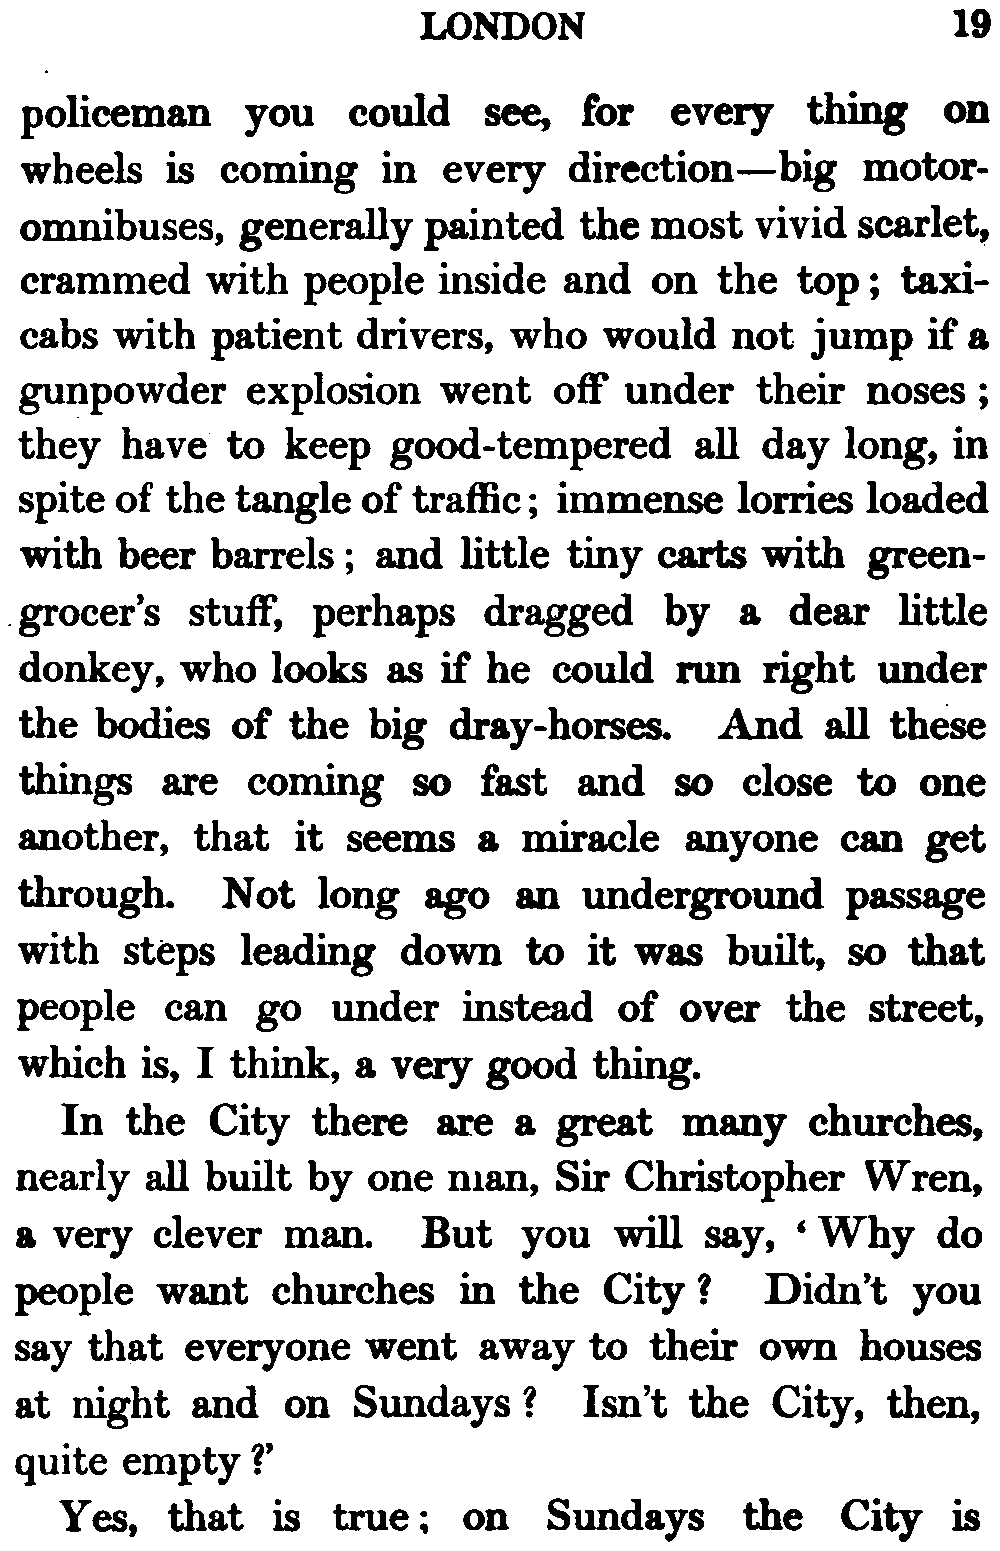 LONDON 19
policeman you could see, for every thing on
wheels is coming in every direction—big motor-
omnibuses, generally painted the most vivid scarlet,
crammed with people inside and on the top; taxi-
cabs with patient drivers, who would not jump if a
gunpowder explosion went off under their noses;
they have to keep good-tempered all day long, in
spite of the tangle of traffic; immense lorries loaded
with beer barrels; and little tiny carts with green-
grocer's stuff, perhaps dragged by a dear little
donkey, who looks as if he could run right under
the bodies of the big dray-horses. And all these
things are coming so fast and so close to one
another, that it seems a miracle anyone can get
through. Not long ago an underground passage
with steps leading down to it was built, so that
people can go under instead of over the street,
which is, I think, a very good thing.
In the City there are a great many churches,
nearly all built by one man, Sir Christopher Wren,
a very clever man. But you will say, ‘Why do
people want churches in the City? Didn't you
say that everyone went away to their own houses
at night and on Sundays? Isn't the City, then,
quite empty?’
Yes, that is true; on Sundays the City is